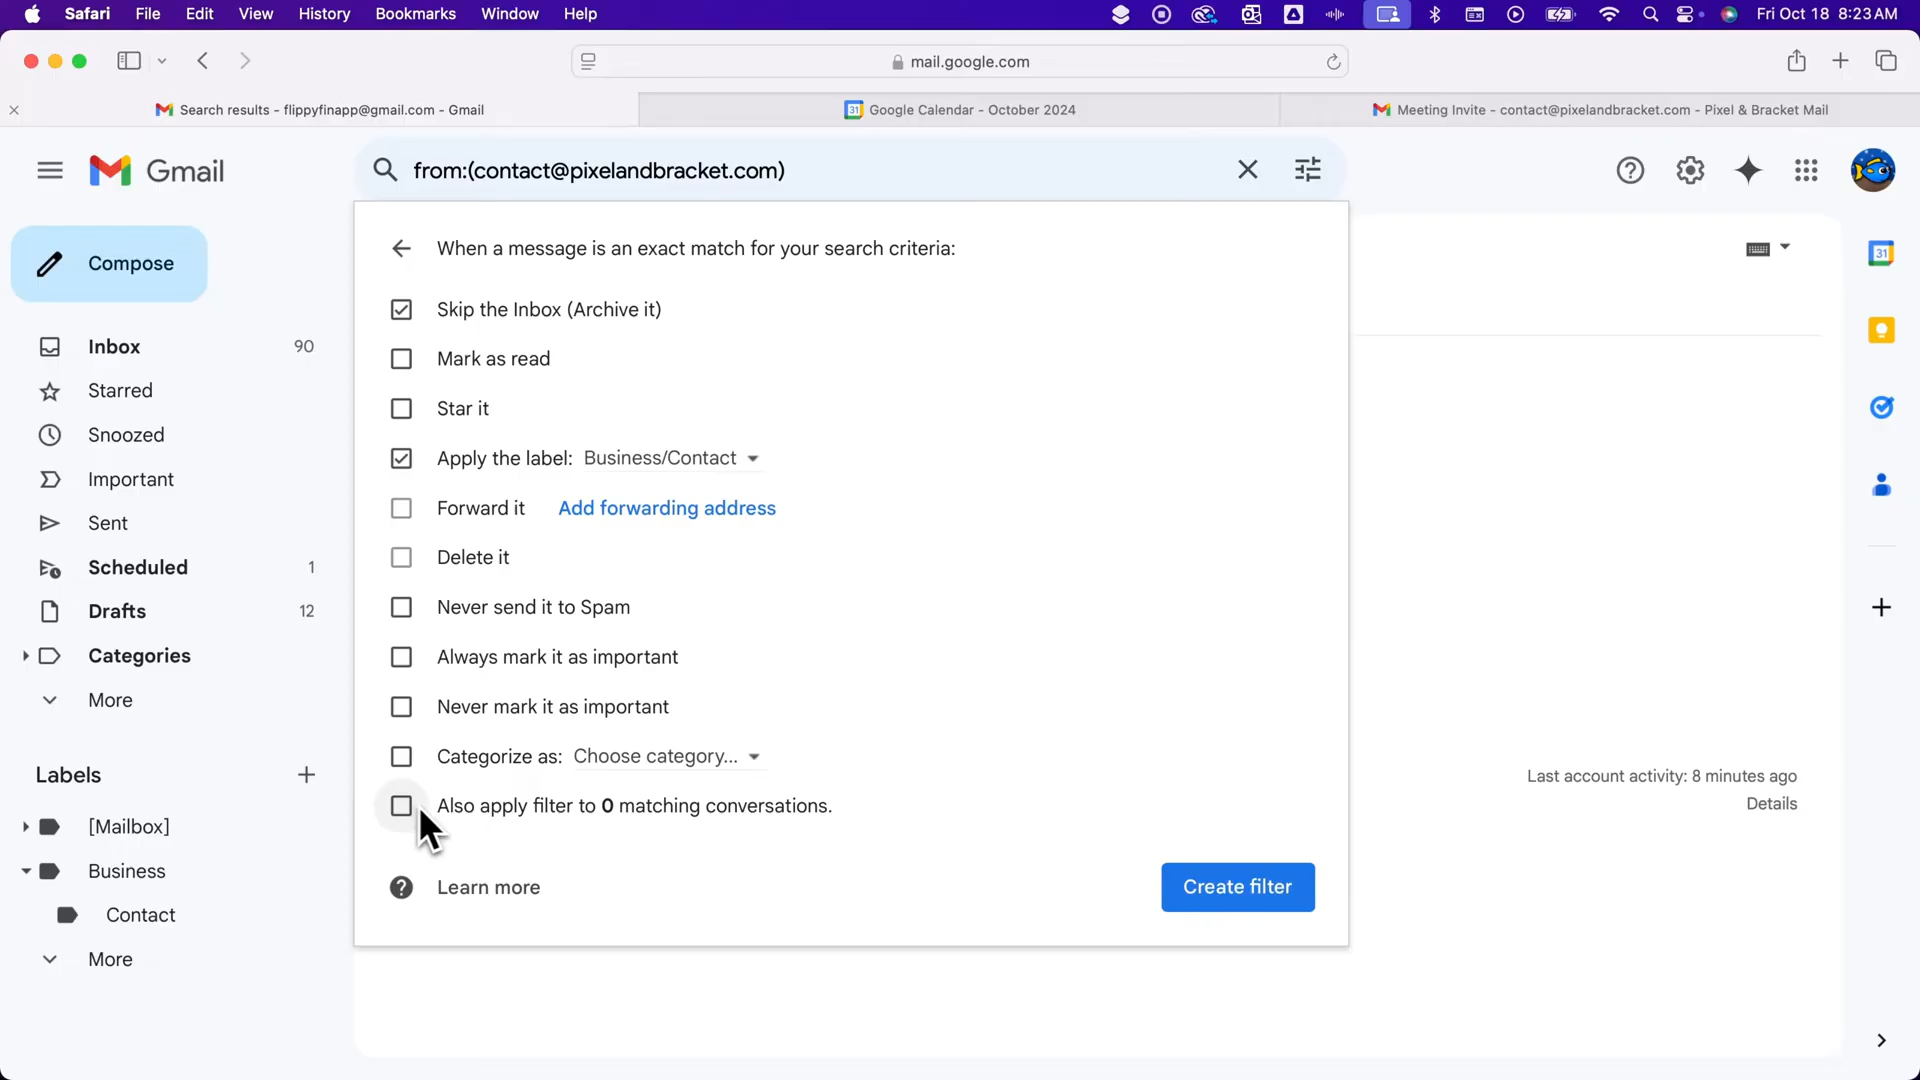 Safari File Edit View History Bookmarks Window Help Fri Oct 18 8:23 AM
mail.google.com
Search results - flippyfinapp@gmail.com - Gmail
31 Google Calendar - October 2024
Meeting Invite - contact@pixelandbracket.com - Pixel & Bracket Mail
Gmail
from:(contact@pixelandbracket.com)
Compose
Inbox 90
Starred
Snoozed
Important
Sent
Scheduled 1
Drafts 12
Categories
More
Labels
[Mailbox]
Business
Contact
More
When a message is an exact match for your search criteria:
Skip the Inbox (Archive it)
Mark as read
Star it
Apply the label: Business/Contact
Forward it Add forwarding address
Delete it
Never send it to Spam
Always mark it as important
Never mark it as important
Categorize as: Choose category...
Also apply filter to 0 matching conversations.
Learn more
Create filter
Last account activity: 8 minutes ago
Details
31